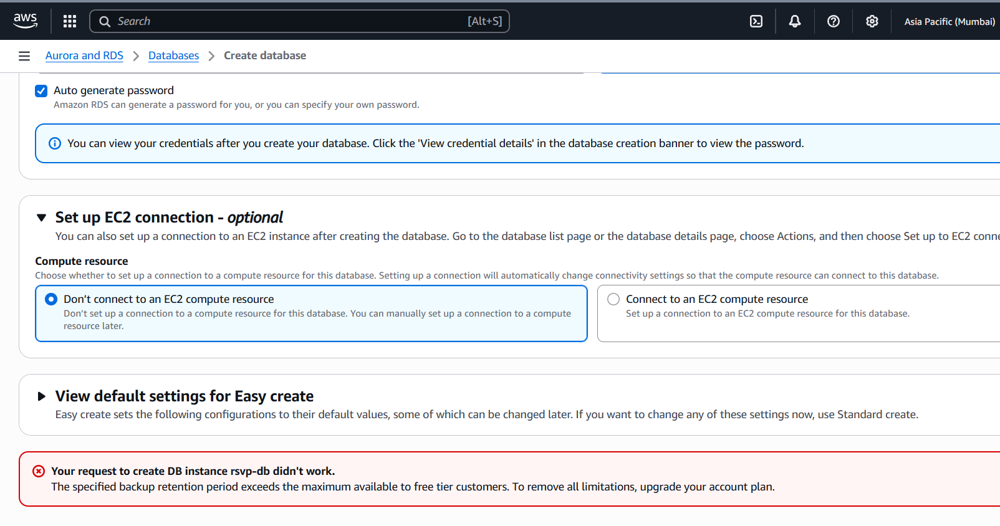 aws
Search
[Alt+S]
Asia Pacific (Mumbai)
Aurora and RDS
Databases
Create database
Auto generate password
Amazon RDS can generate a password for you, or you can specify your own password.
You can view your credentials after you create your database. Click the 'View credential details' in the database creation banner to view the password.
Set up EC2 connection - optional
You can also set up a connection to an EC2 instance after creating the database. Go to the database list page or the database details page, choose Actions, and then choose Set up to EC2 conne
Compute resource
Choose whether to set up a connection to a compute resource for this database. Setting up a connection will automatically change connectivity settings so that the compute resource can connect to this database.
Don’t connect to an EC2 compute resource
Don’t set up a connection to a compute resource for this database. You can manually set up a connection to a compute
resource later.
Connect to an EC2 compute resource
Set up a connection to an EC2 compute resource for this database.
View default settings for Easy create
Easy create sets the following configurations to their default values, some of which can be changed later. If you want to change any of these settings now, use Standard create.
Your request to create DB instance rsvp-db didn't work.
The specified backup retention period exceeds the maximum available to free tier customers. To remove all limitations, upgrade your account plan.